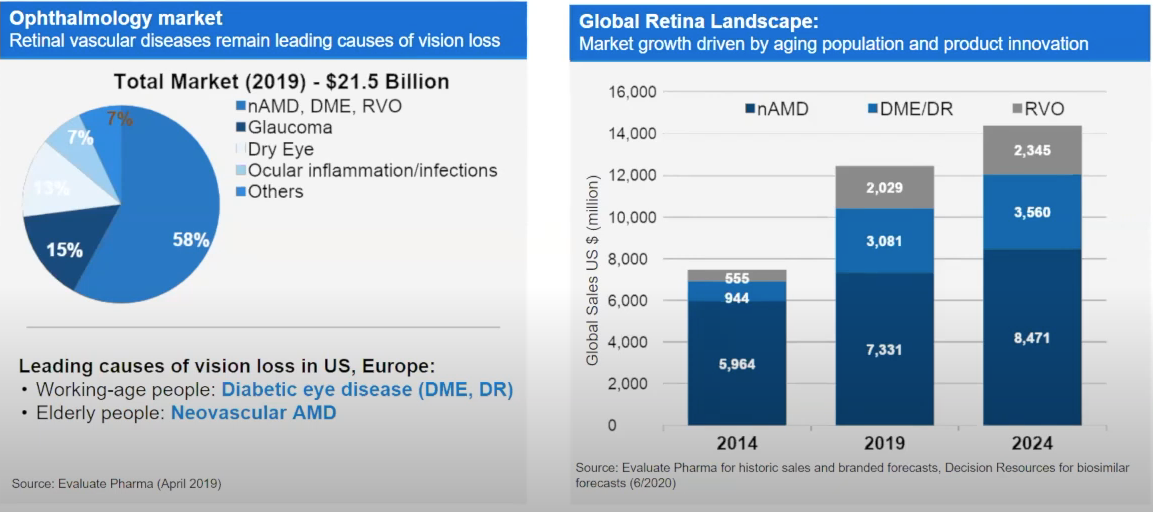 Ophthalmology market
Retinal vascular diseases remain leading causes of vision loss
Total Market (2019) - $21.5 Billion
nAMD, DME, RVO
Glaucoma
Dry Eye
Ocular inflammation/infections
Others
7%
7%
13%
15%
58%
Leading causes of vision loss in US, Europe:
• Working-age people: Diabetic eye disease (DME, DR)
• Elderly people: Neovascular AMD
Source: Evaluate Pharma (April 2019)
Global Retina Landscape:
Market growth driven by aging population and product innovation
Global Sales US $ (million)
16,000
14,000
12,000
10,000
8,000
6,000
4,000
2,000
0
nAMD DME/DR RVO
555
944
5,964
2,029
3,081
7,331
2,345
3,560
8,471
2014 2019 2024
Source: Evaluate Pharma for historic sales and branded forecasts, Decision Resources for biosimilar
forecasts (6/2020)